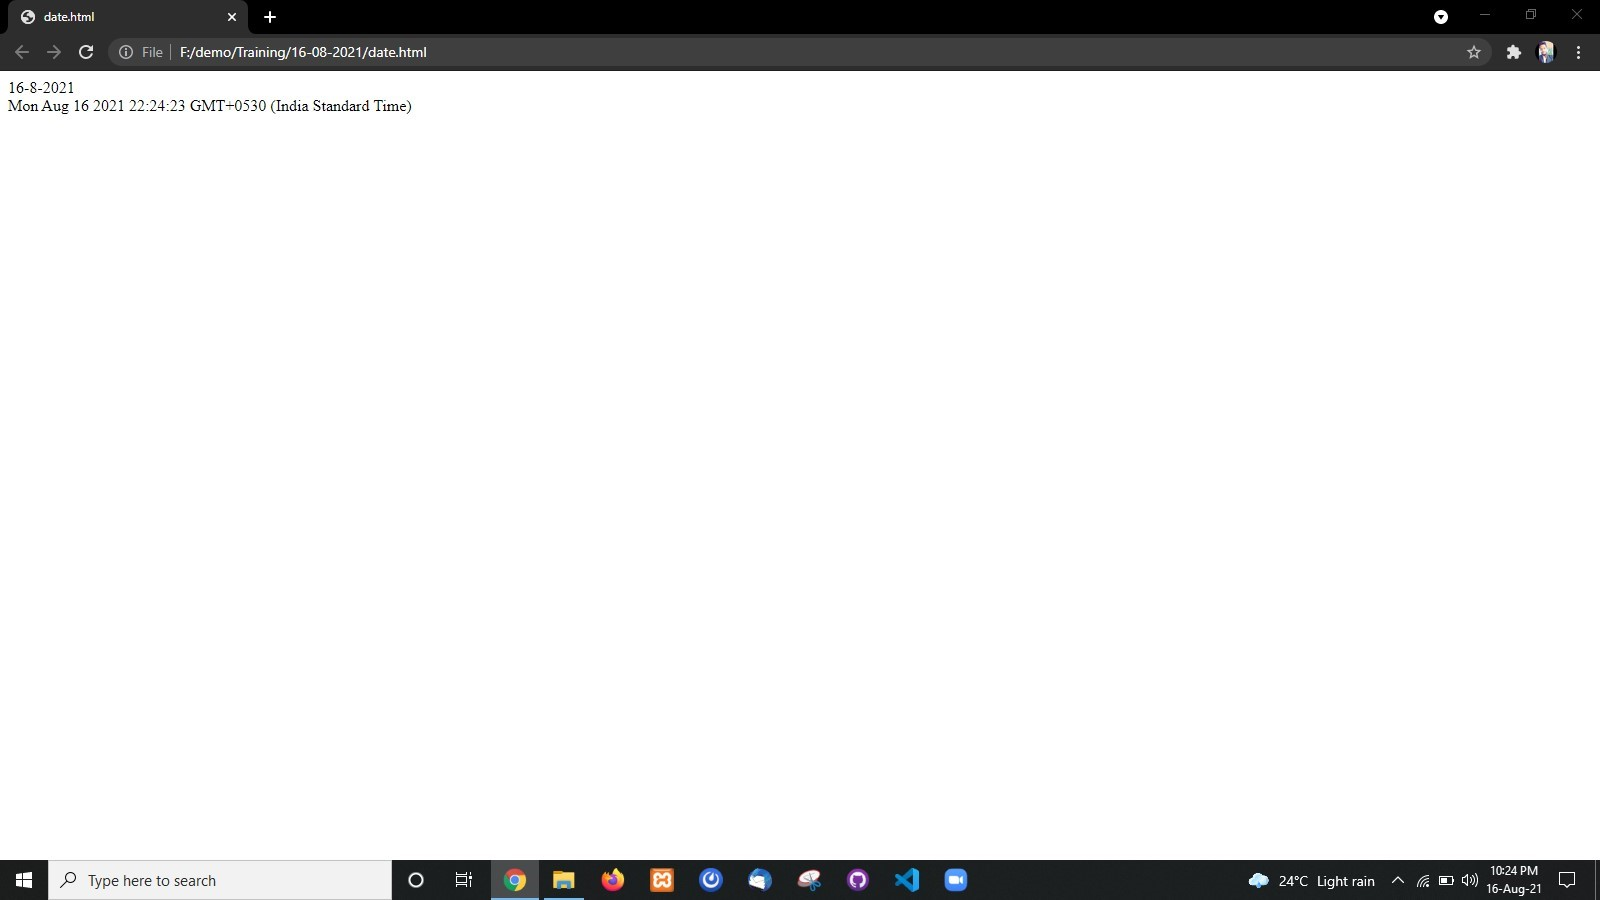 date.html
File
F:/demo/Training/16-08-2021/date.html
16-8-2021
Mon Aug 16 2021 22:24:23 GMT+0530 (India Standard Time)
Type here to search
24°C Light rain
10:24 PM
16-Aug-21